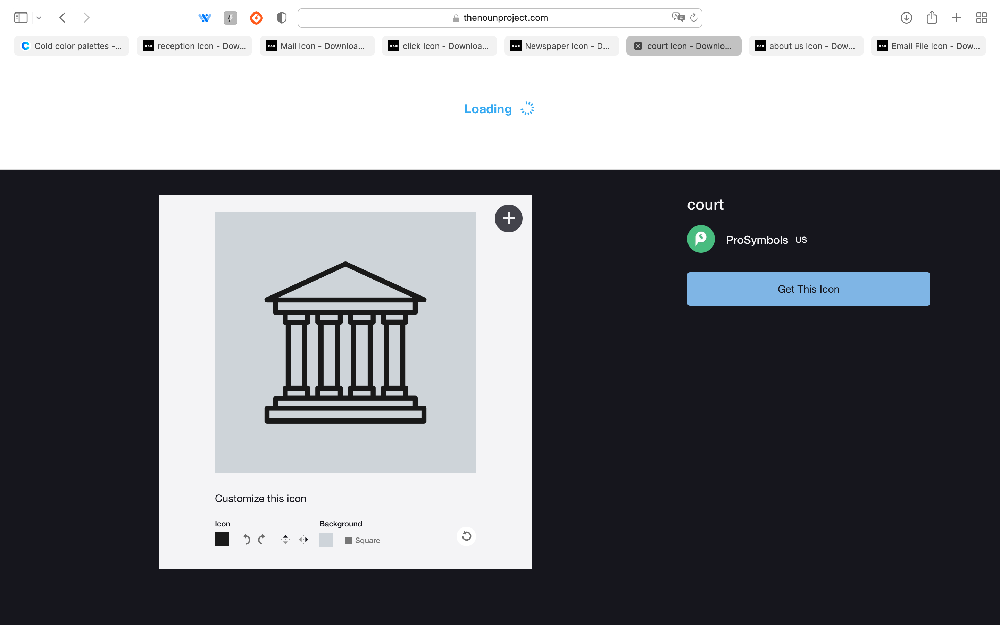 thenounproject.com
Cold color palettes -...
reception Icon - Dow...
Mail Icon - Downloa...
click Icon - Downloa...
Newspaper Icon - D...
court Icon - Downlo...
about us Icon - Dow...
Email File Icon - Dow...
Loading
court
ProSymbols US
Get This Icon
Customize this icon
Icon
Background
Square